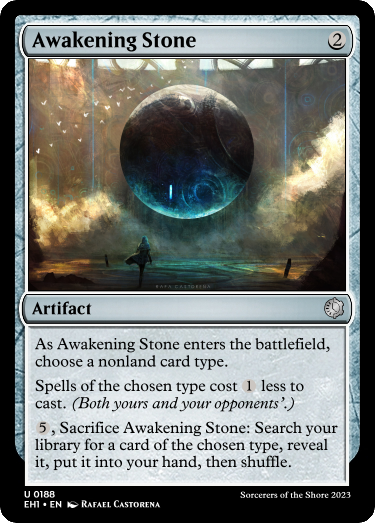 Awakening Stone 2
RAFA CASTORENA
Artifact
As Awakening Stone enters the battlefield,
choose a nonland card type.
Spells of the chosen type cost 1 less to
cast. (Both yours and your opponents'.)
5, Sacrifice Awakening Stone: Search your
library for a card of the chosen type, reveal
it, put it into your hand, then shuffle.
U 0188
EH1 • EN Rafael Castorena
Sorcerers of the Shore 2023